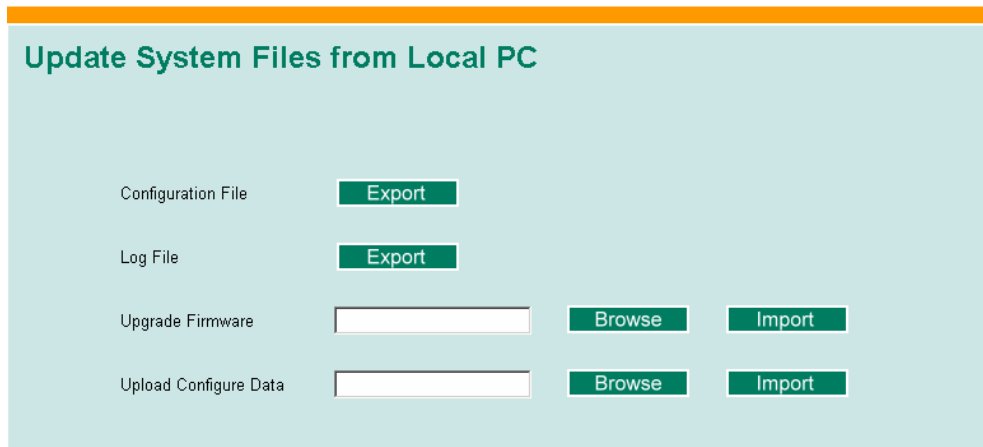 Update System Files from Local PC
Configuration File Export
Log File Export
Upgrade Firmware Browse Import
Upload Configure Data Browse Import